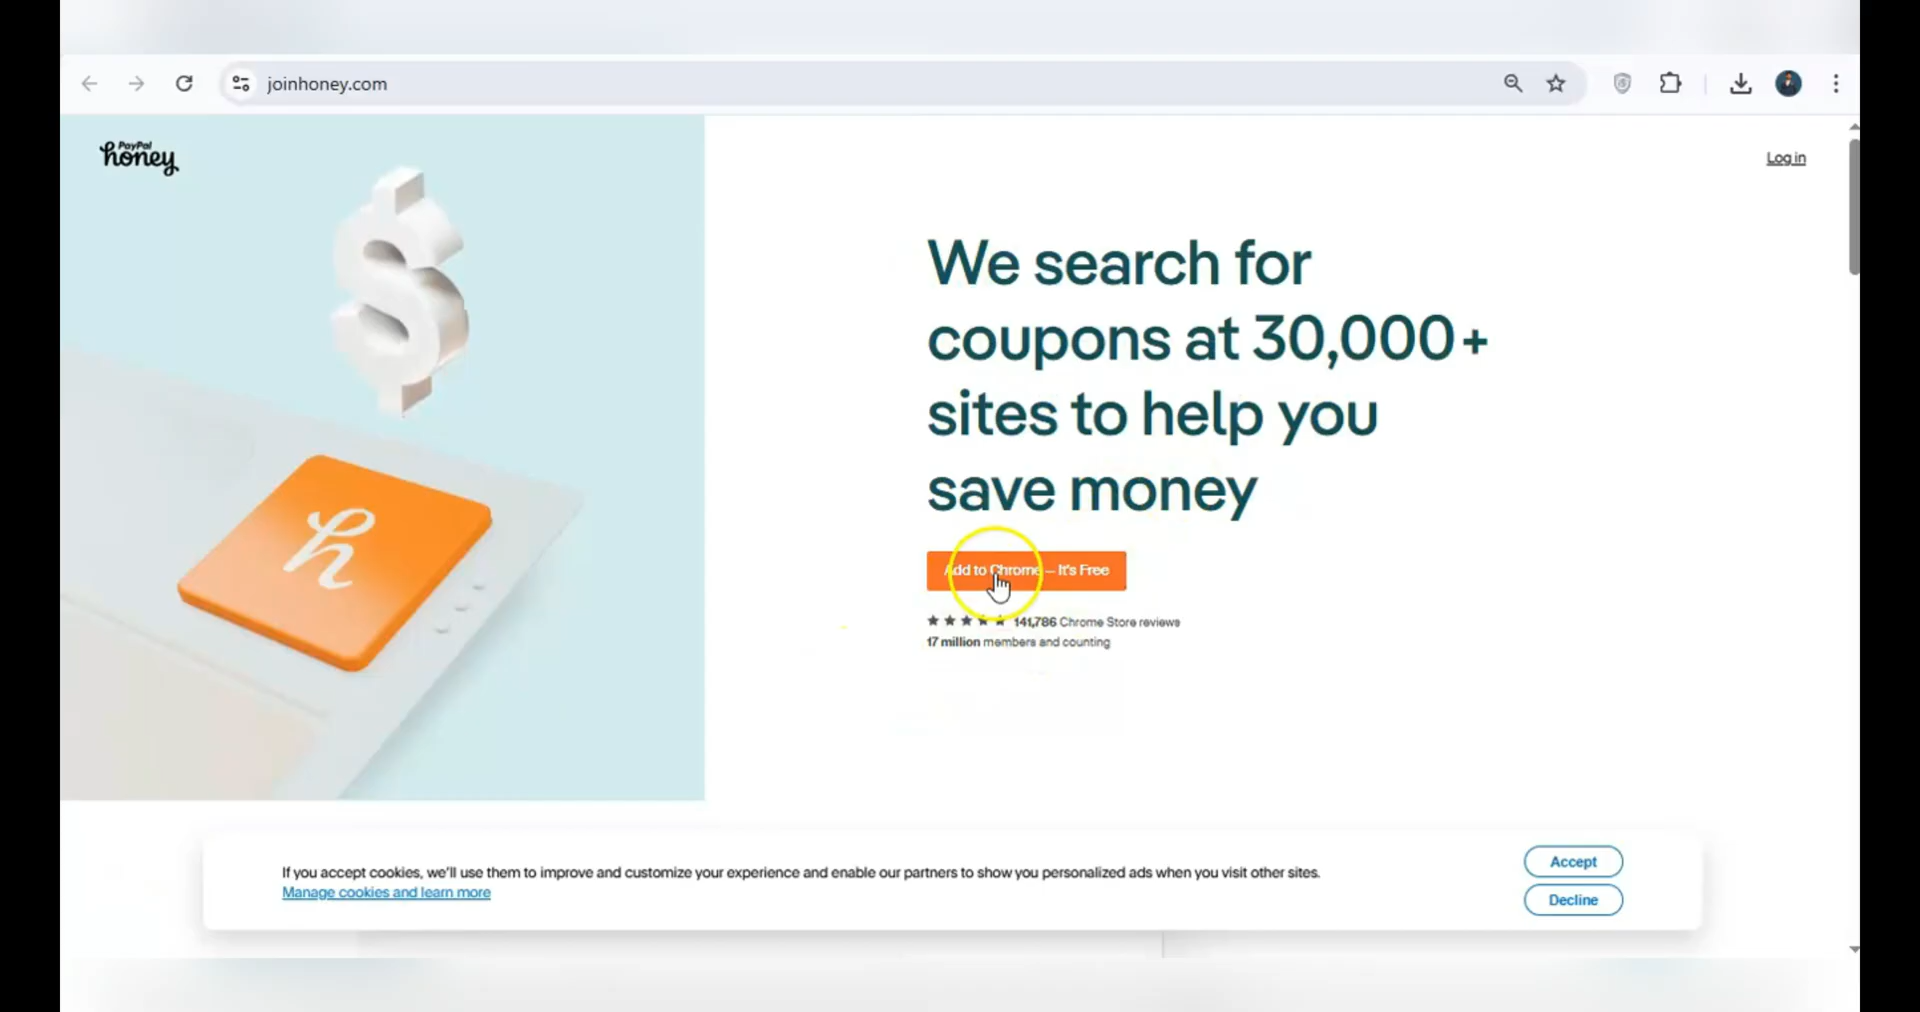 joinhoney.com
PayPal
honey
Log in
We search for
coupons at 30,000+
sites to help you
save money
Add to Chrome – It's Free
141,786 Chrome Store reviews
17 million members and counting
h
If you accept cookies, we'll use them to improve and customize your experience and enable our partners to show you personalized ads when you visit other sites.
Manage cookies and learn more
Accept
Decline